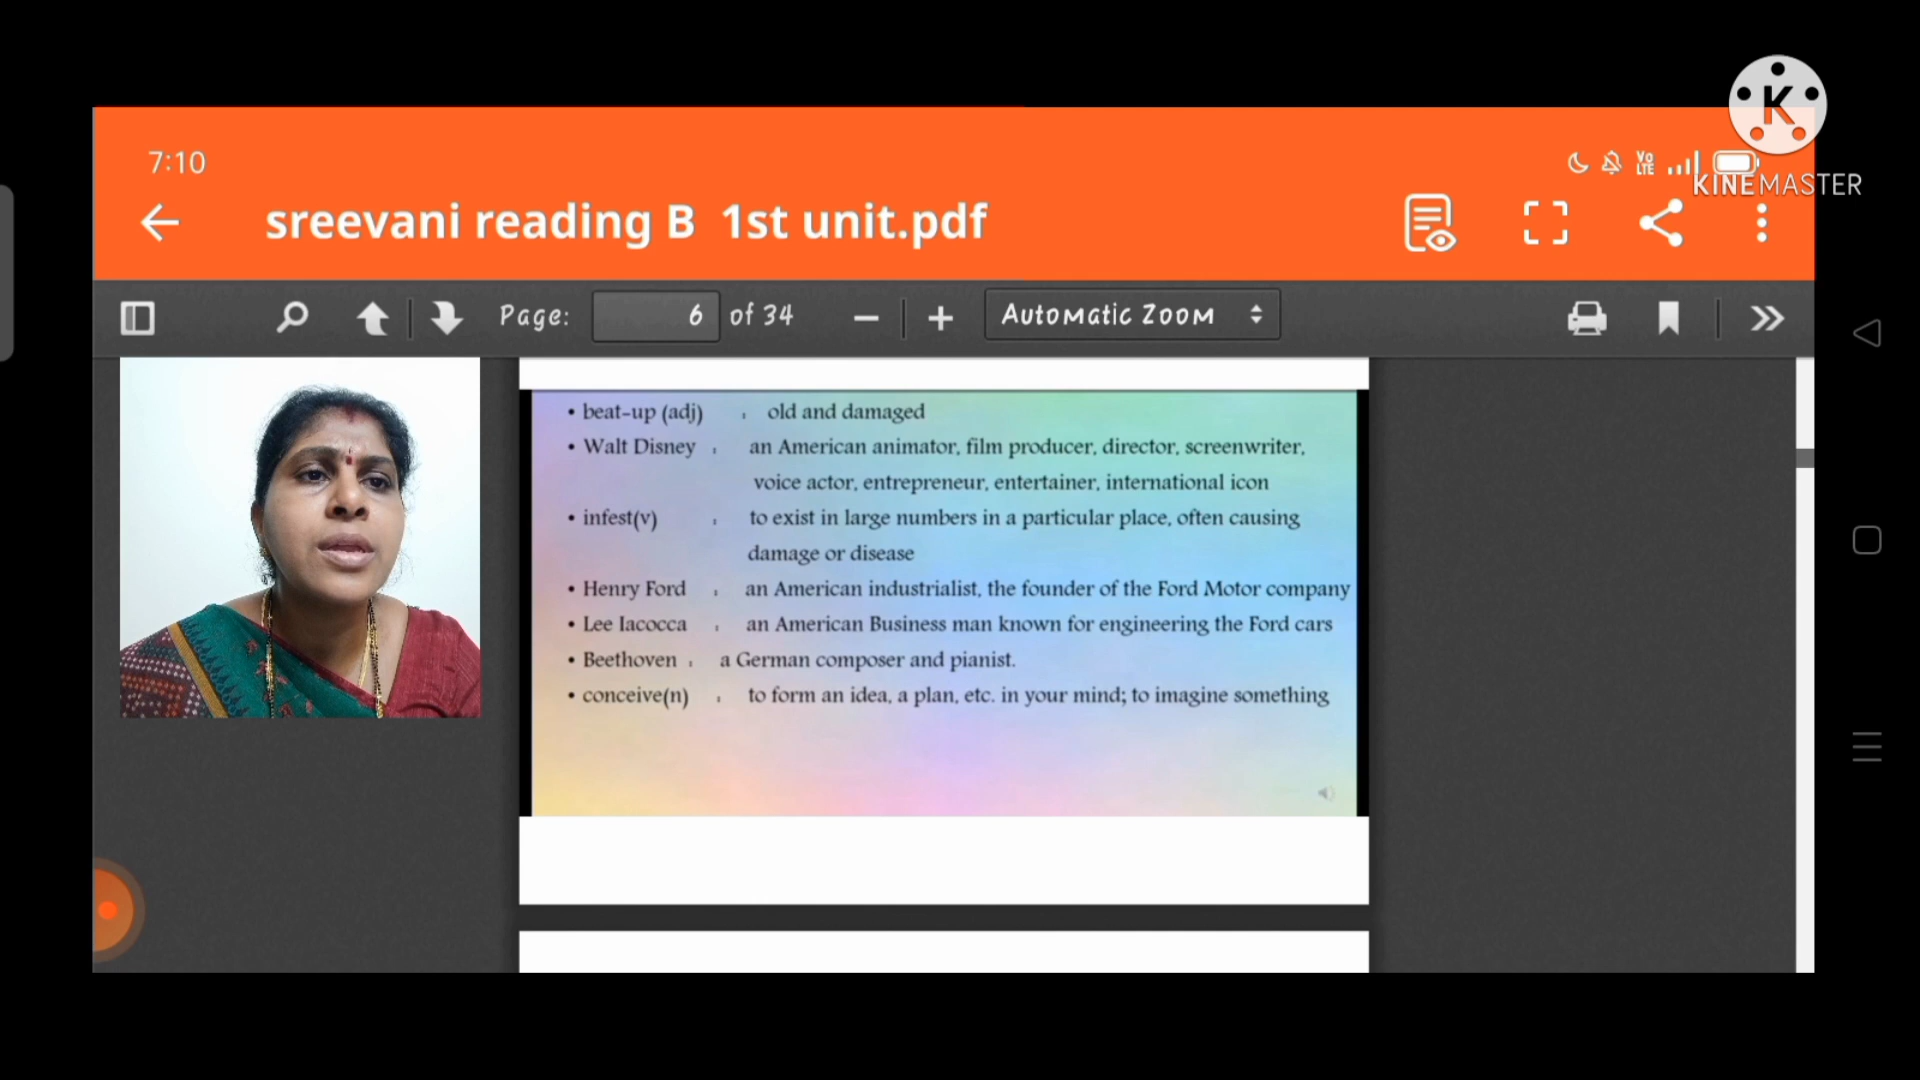 7:10
Vo LTE
K
KINEMASTER
sreevani reading B 1st unit.pdf
Page: 6 of 34
Automatic Zoom
• beat-up (adj) : old and damaged
• Walt Disney : an American animator, film producer, director, screenwriter,
voice actor, entrepreneur, entertainer, international icon
• infest(v) : to exist in large numbers in a particular place, often causing
damage or disease
• Henry Ford : an American industrialist, the founder of the Ford Motor company
• Lee Iacocca : an American Business man known for engineering the Ford cars
• Beethoven : a German composer and pianist.
• conceive(n) : to form an idea, a plan, etc. in your mind; to imagine something